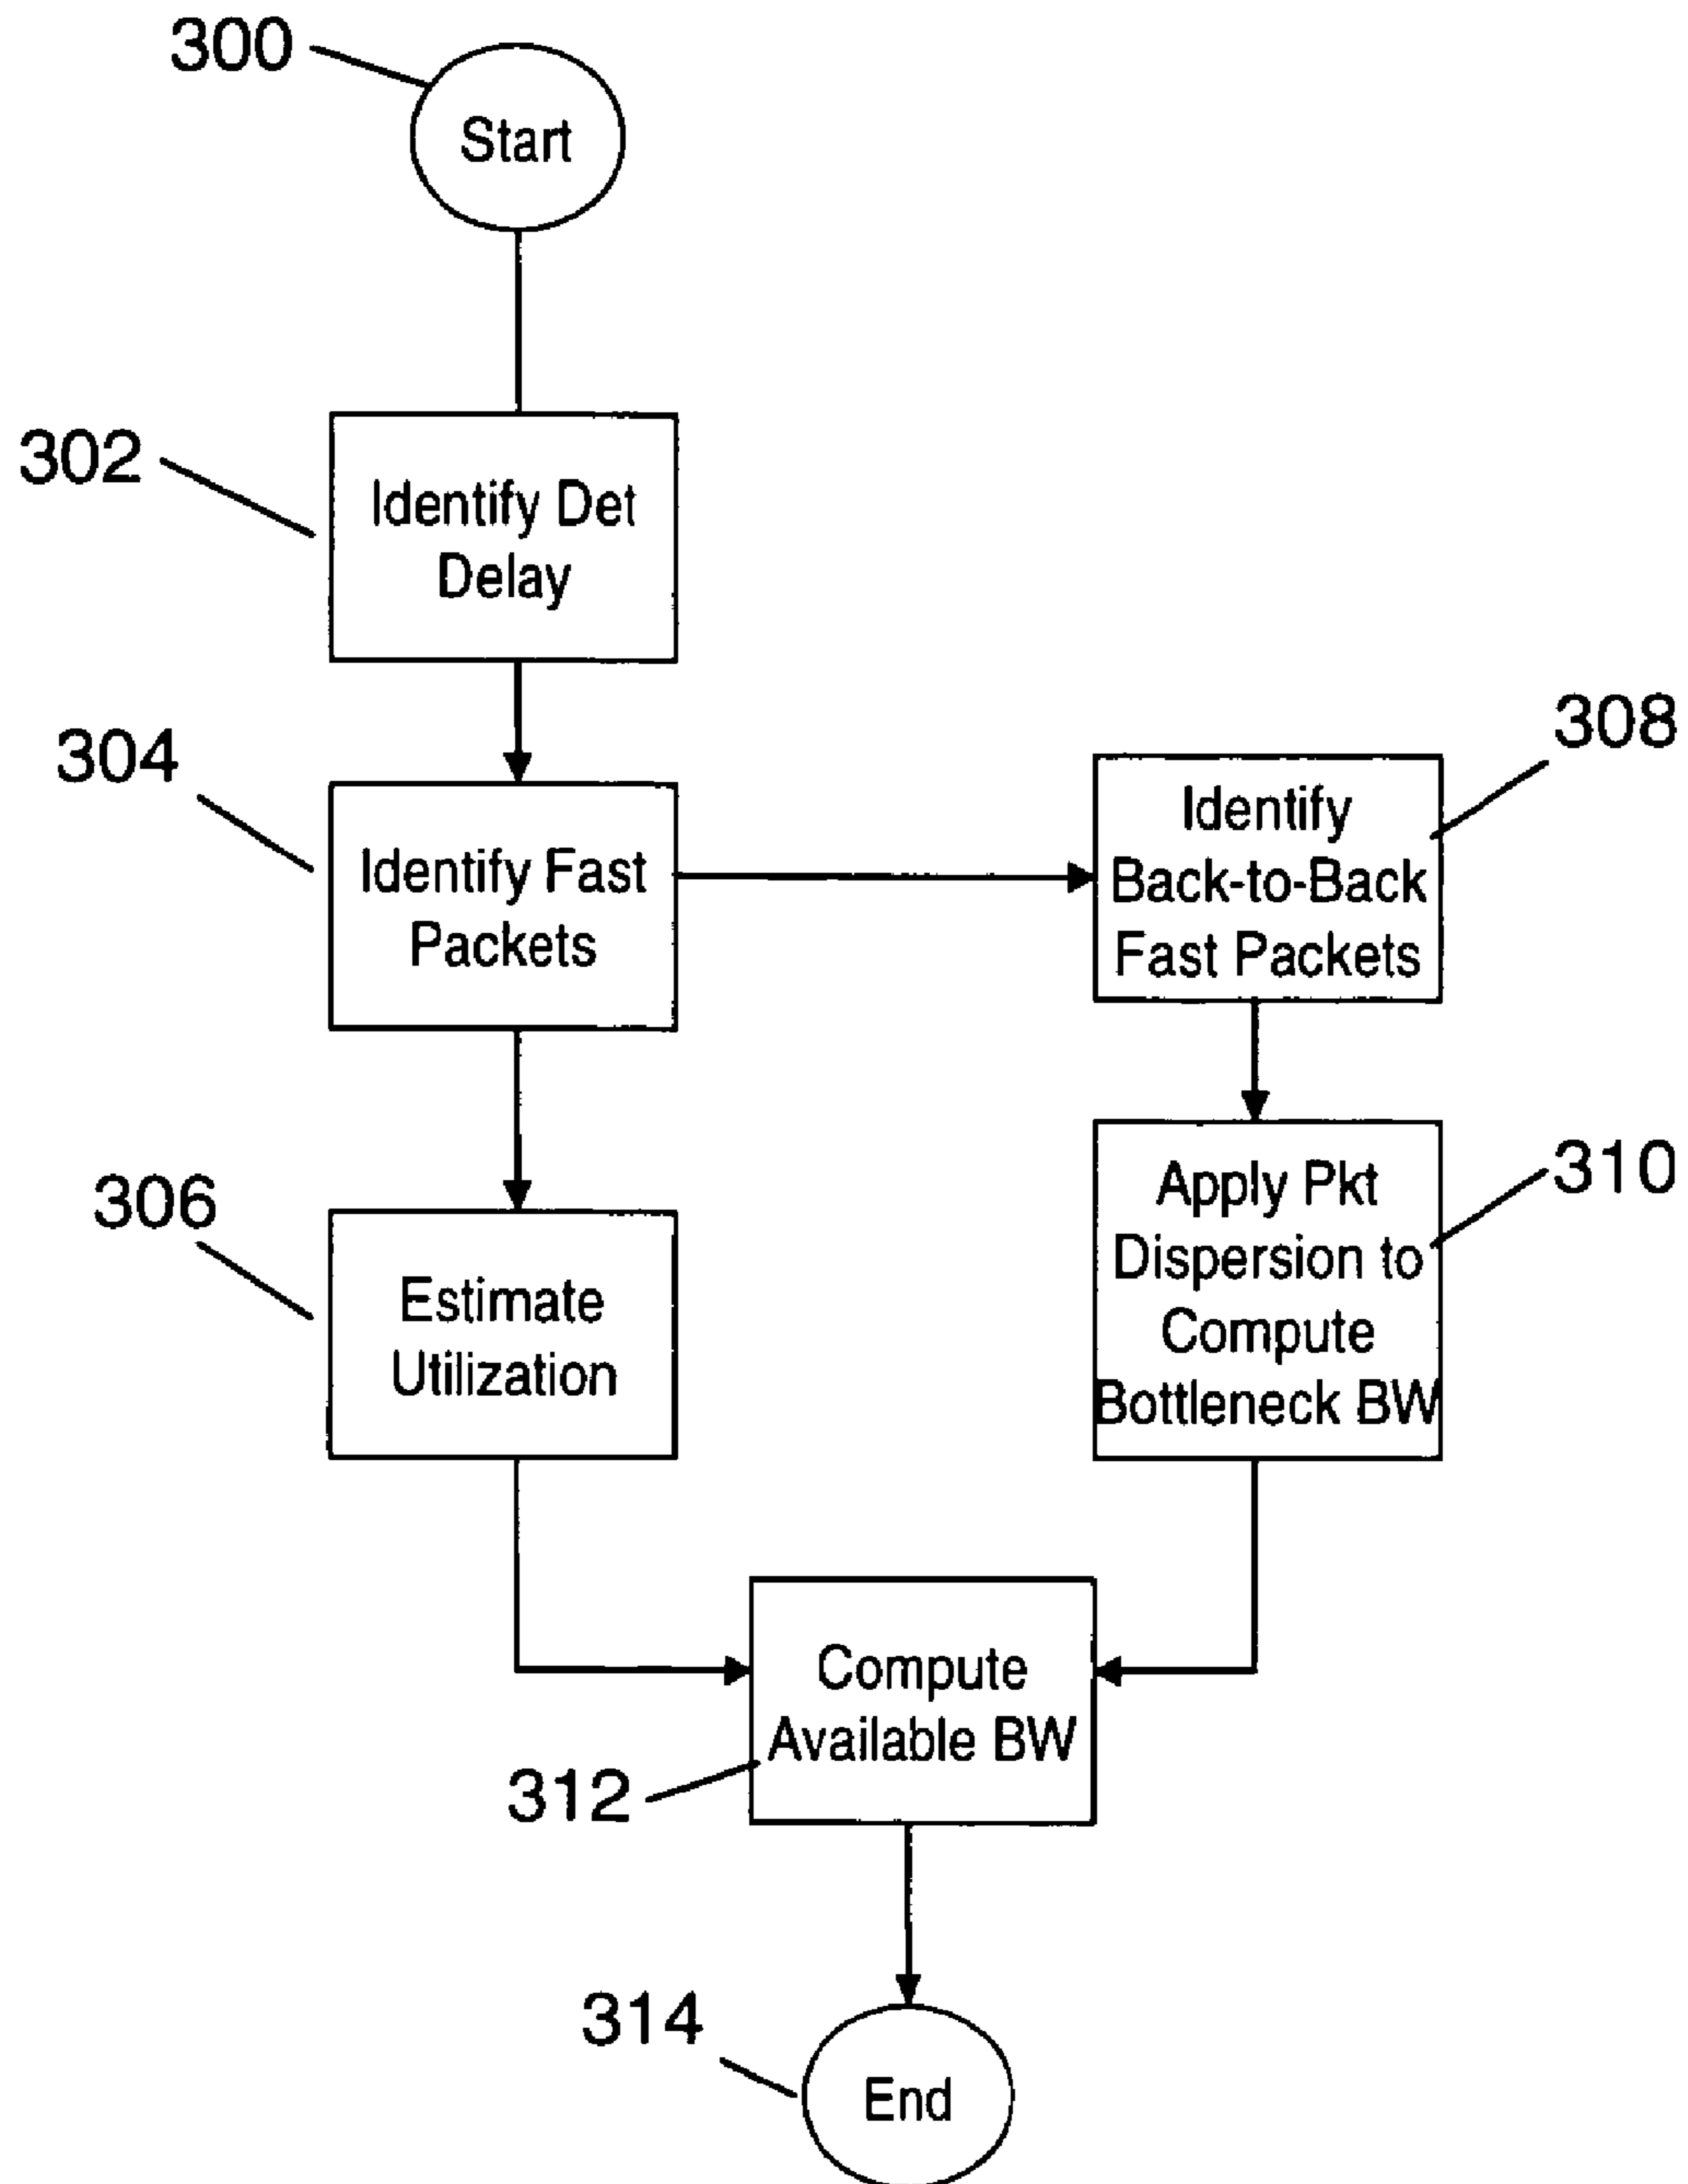 300
Start
302
Identify Det
Delay
304
Identify Fast
Packets
308
Identify
Back-to-Back
Fast Packets
306
Estimate
Utilization
310
Apply Pkt
Dispersion to
Compute
Bottleneck BW
Compute
Available BW
312
314
End